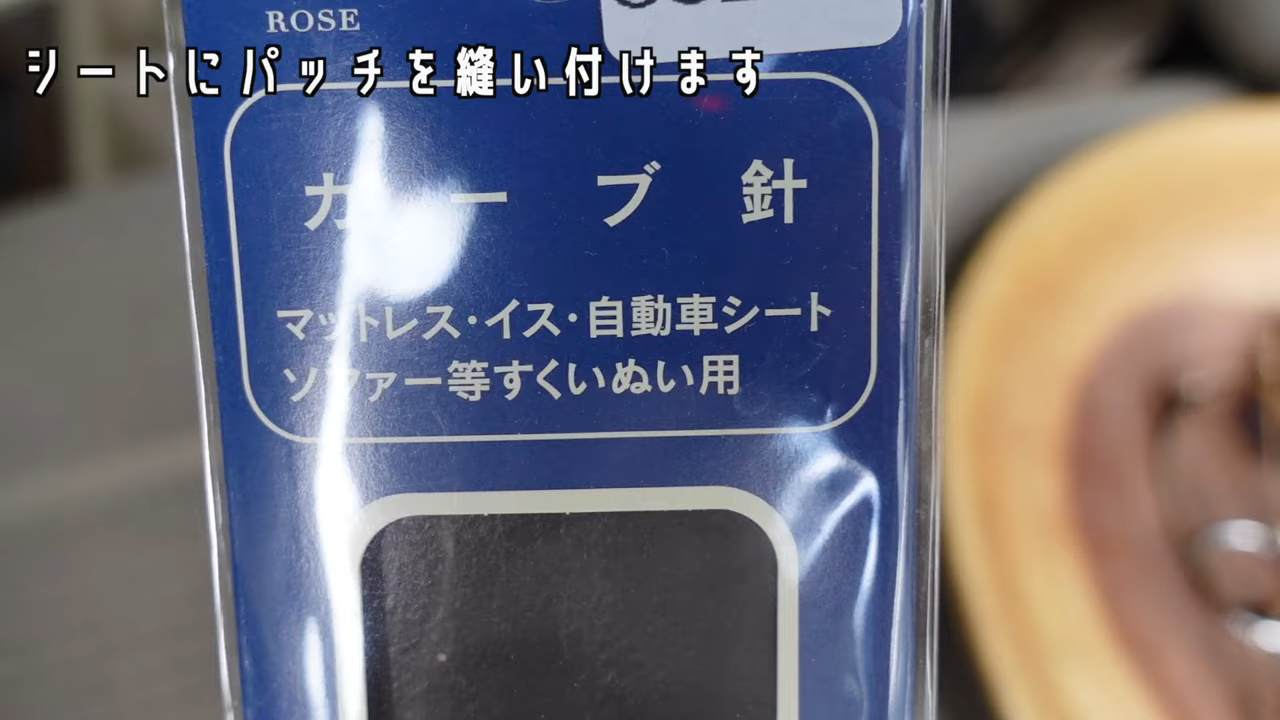 ROSE
シートにパッチを縫い付けます
カーブ針
マットレス・イス・自動車シート
ソファー等すくいぬい用